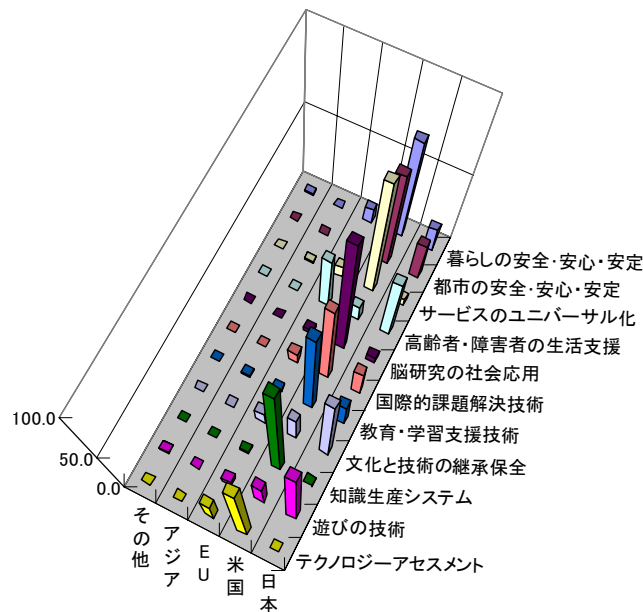 100.0
50.0
0.0
その他
アジア
EU
米国
日本
暮らしの安全・安心・安定
都市の安全・安心・安定
サービスのユニバーサル化
高齢者・障害者の生活支援
脳研究の社会応用
国際的課題解決技術
教育・学習支援技術
文化と技術の継承保全
知識生産システム
遊びの技術
テクノロジーアセスメント